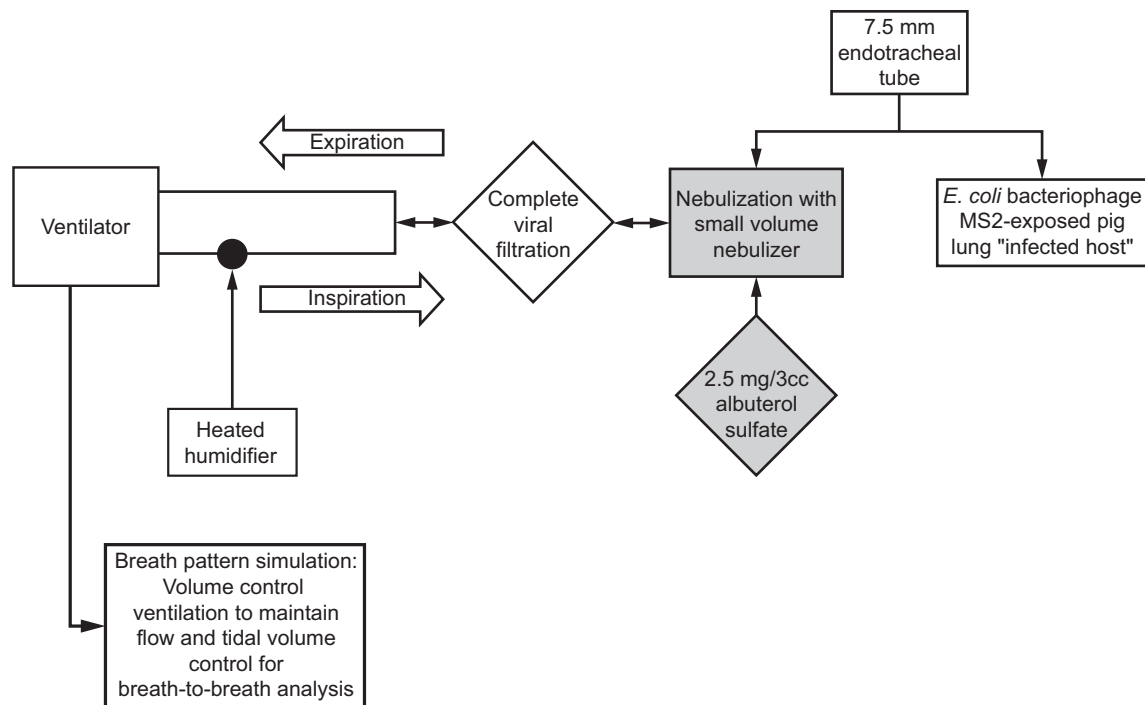 7.5 mm
endotracheal
tube
Expiration
Ventilator
Complete
viral
filtration
Nebulization with
small volume
nebulizer
E. coli bacteriophage
MS2-exposed pig
lung "infected host"
Inspiration
2.5 mg/3cc
albuterol
sulfate
Heated
humidifier
Breath pattern simulation:
Volume control
ventilation to maintain
flow and tidal volume
control for
breath-to-breath analysis